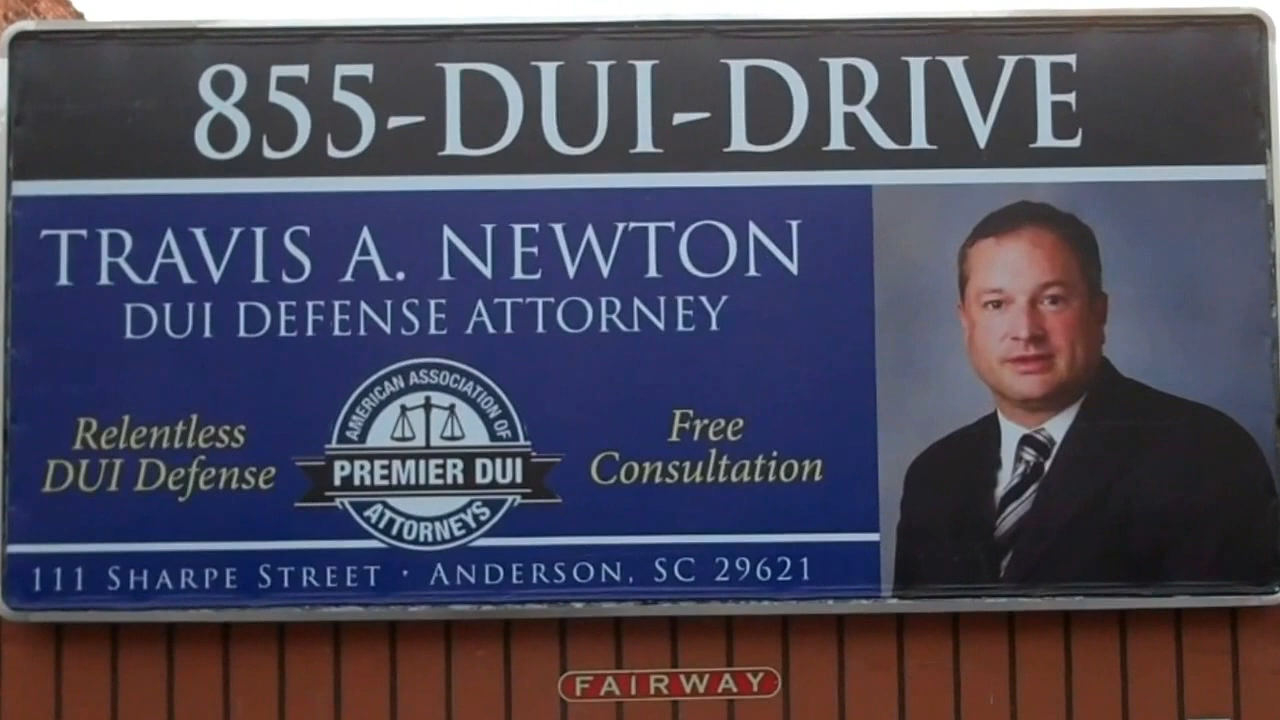 855-DUI-DRIVE
TRAVIS A. NEWTON
DUI DEFENSE ATTORNEY
Relentless
DUI Defense
AMERICAN ASSOCIATION OF
PREMIER DUI
ATTORNEYS
Free
Consultation
111 SHARPE STREET · ANDERSON, SC 29621
FAIRWAY